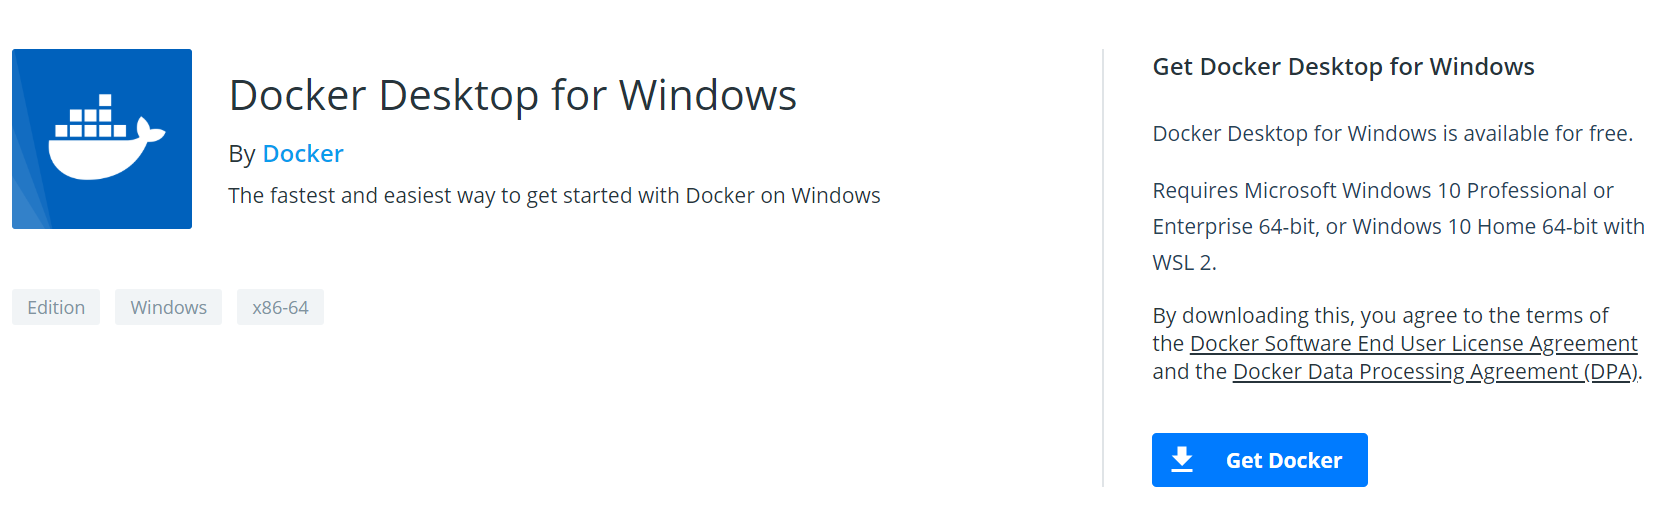 Docker Desktop for Windows
By Docker
The fastest and easiest way to get started with Docker on Windows
Edition
Windows
x86-64
Get Docker Desktop for Windows
Docker Desktop for Windows is available for free.
Requires Microsoft Windows 10 Professional or
Enterprise 64-bit, or Windows 10 Home 64-bit with
WSL 2.
By downloading this, you agree to the terms of
the Docker Software End User License Agreement
and the Docker Data Processing Agreement (DPA).
Get Docker